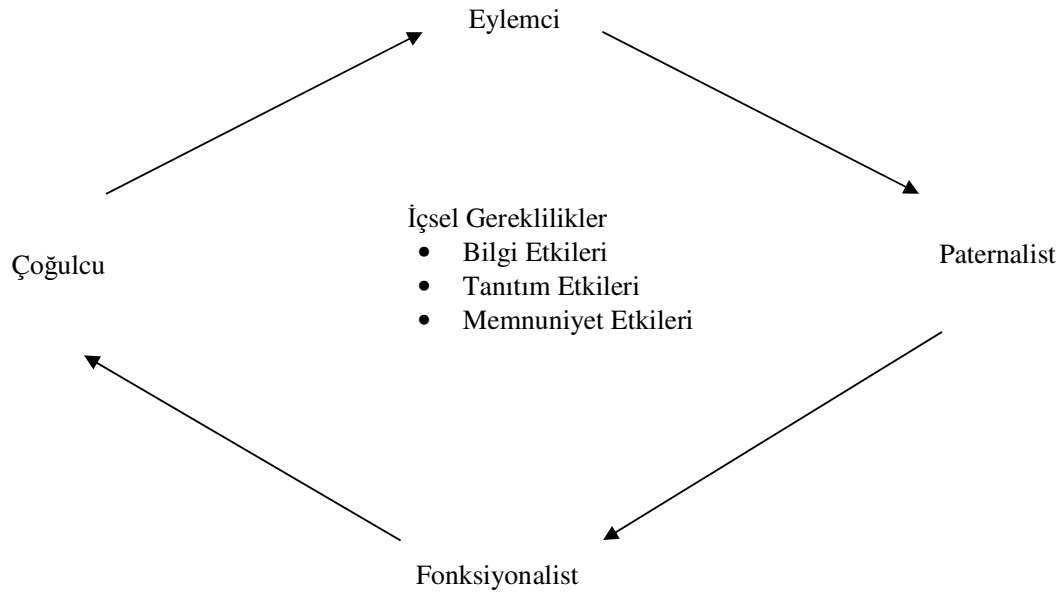 Eylemci
İçsel Gereklilikler
• Bilgi Etkileri
• Tanıtım Etkileri
• Memnuniyet Etkileri
Çoğulcu
Paternalist
Fonksiyonalist